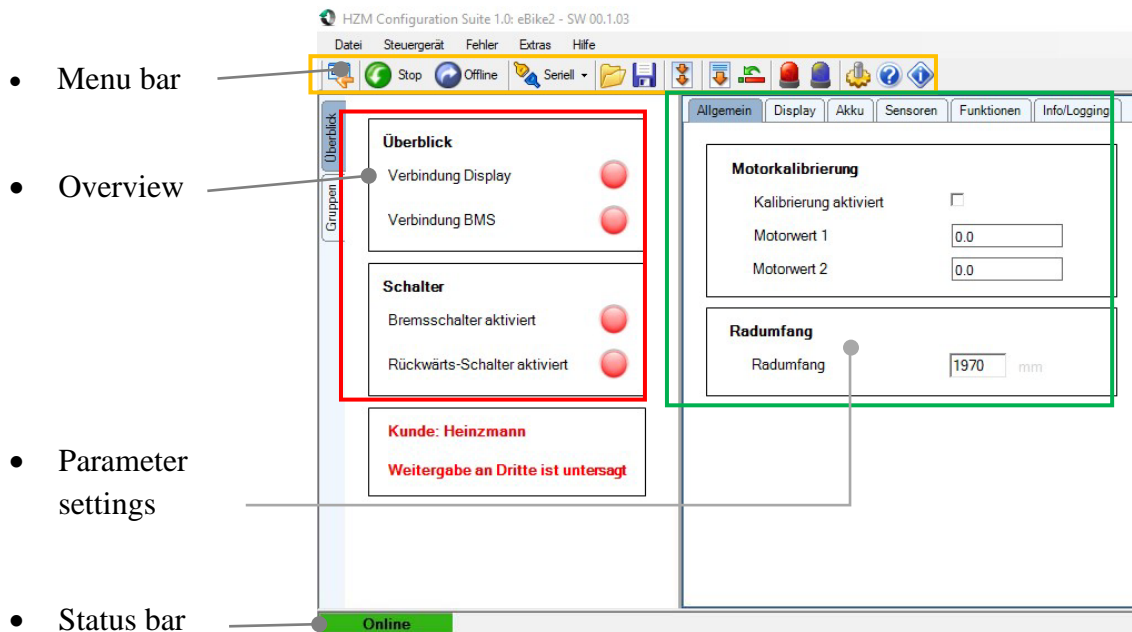 HZM Configuration Suite 1.0: eBike2 - SW 00.1.03
Datei Steuergerät Fehler Extras Hilfe
Stop Offline Seriell
• Menu bar
Überblick
Gruppen
Allgemein Display Akku Sensoren Funktionen Info/Logging
Überblick
Verbindung Display
Verbindung BMS
• Overview
Schalter
Bremsschalter aktiviert
Rückwärts-Schalter aktiviert
Kunde: Heinzmann
Weitergabe an Dritte ist untersagt
Motorkalibrierung
Kalibrierung aktiviert
Motorwert 1 0.0
Motorwert 2 0.0
Radumfang
Radumfang 1970 mm
• Parameter
settings
• Status bar
Online